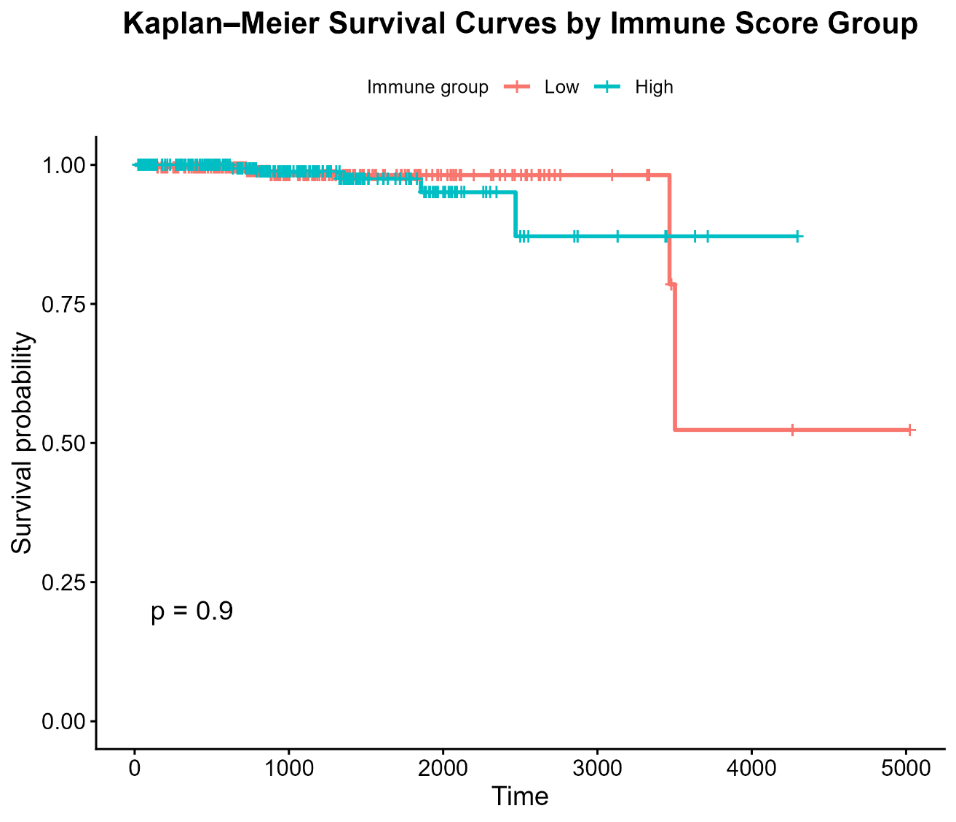 Kaplan–Meier Survival Curves by Immune Score Group
Immune group Low High
Survival probability
1.00
0.75
0.50
0.25
0.00
p = 0.9
0 1000 2000 3000 4000 5000
Time